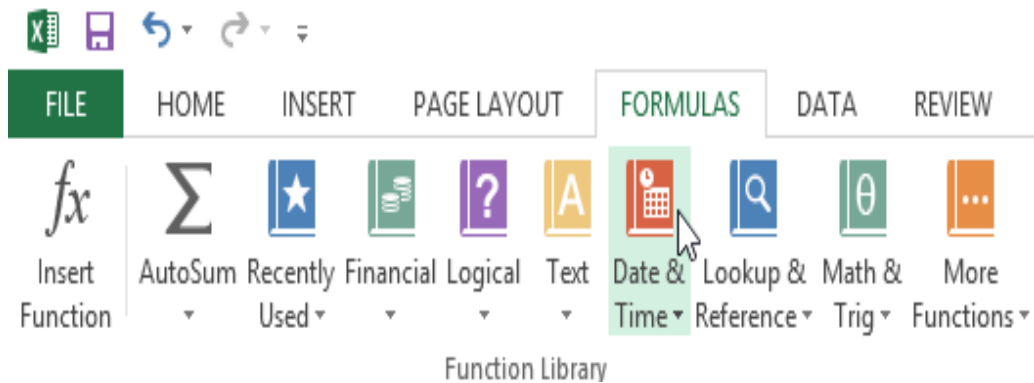 FILE HOME INSERT PAGE LAYOUT FORMULAS DATA REVIEW
fx Σ ? A θ
Insert AutoSum Recently Financial Logical Text Date & Lookup & Math & More
Function Used Time Reference Trig Functions
Function Library